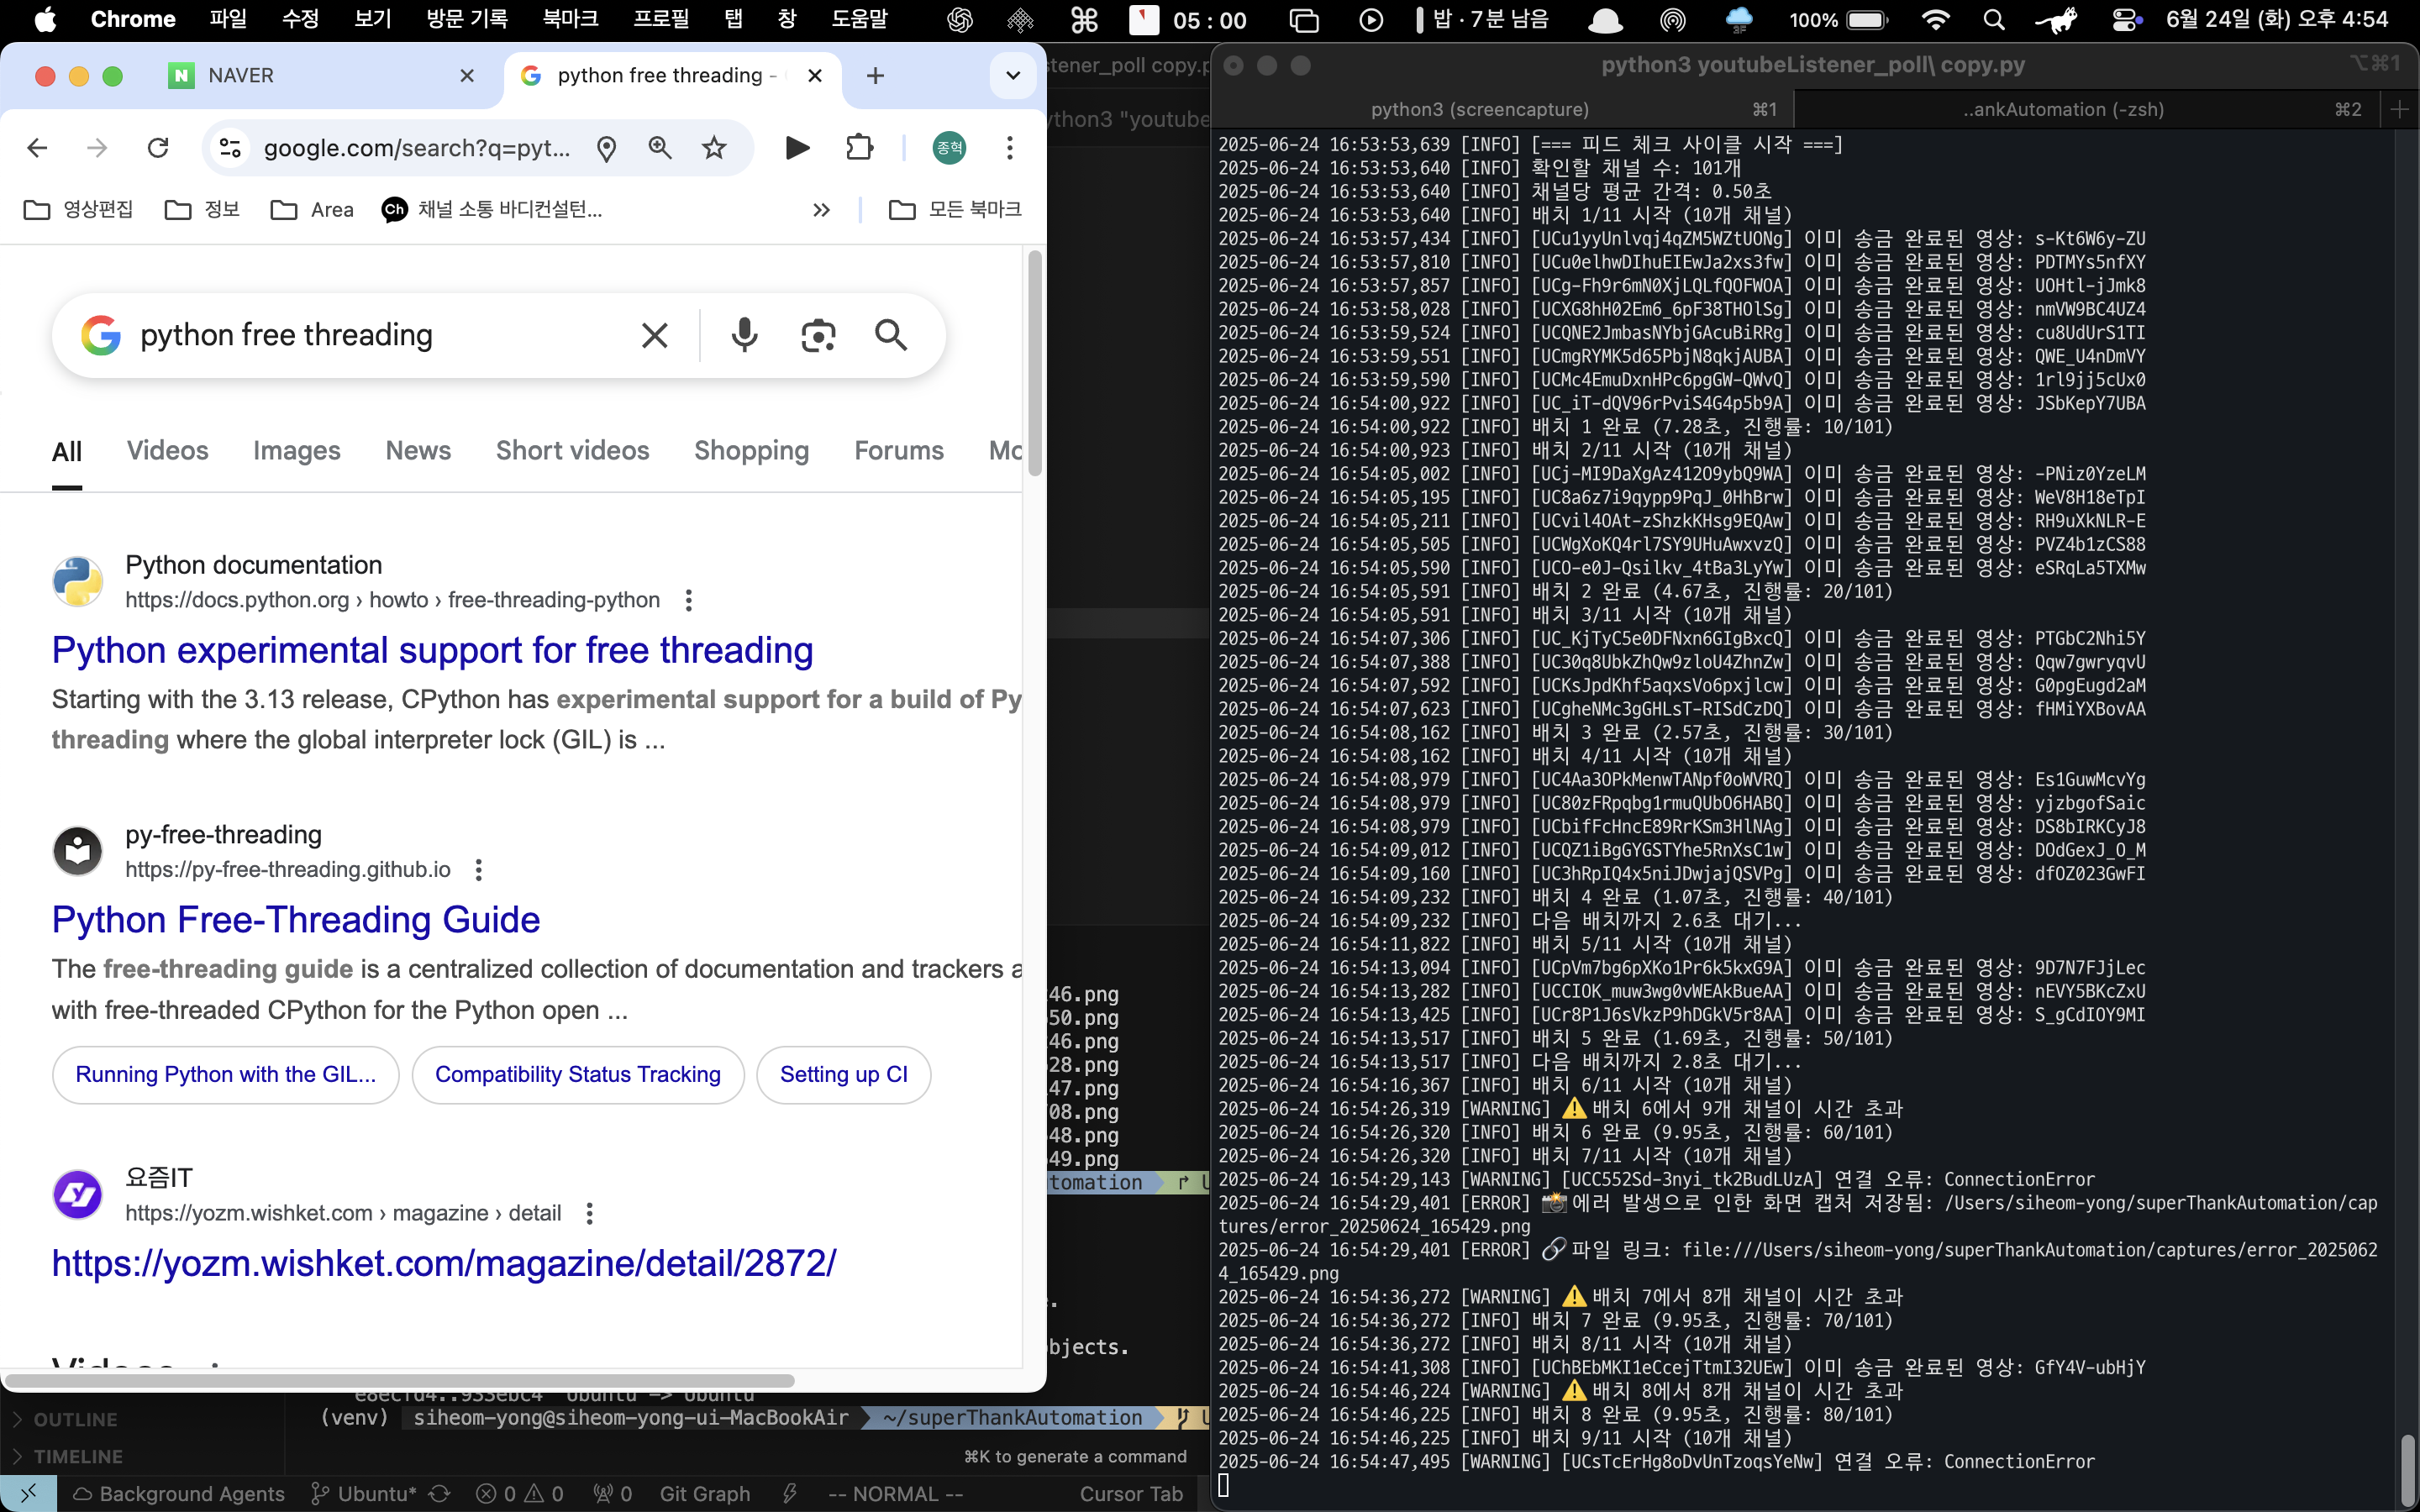 Chrome 파일 수정 보기 방문 기록 북마크 프로필 탭 창 도움말 05 : 00 밥 · 7분 남음 100% 6월 24일 (화) 오후 4:54
NAVER
python free threading -
google.com/search?q=pyt...
종혁
영상편집 정보 Area 채널 소통 바디컨설턴... 모든 북마크
python free threading
All Videos Images News Short videos Shopping Forums Mo
Python documentation
https://docs.python.org › howto › free-threading-python
Python experimental support for free threading
Starting with the 3.13 release, CPython has experimental support for a build of Py
threading where the global interpreter lock (GIL) is ...
py-free-threading
https://py-free-threading.github.io
Python Free-Threading Guide
The free-threading guide is a centralized collection of documentation and trackers a
with free-threaded CPython for the Python open ...
Running Python with the GIL... Compatibility Status Tracking Setting up CI
요즘IT
https://yozm.wishket.com › magazine › detail
https://yozm.wishket.com/magazine/detail/2872/
stener_poll copy.p
ython3 "youtube
46.png
50.png
46.png
28.png
47.png
08.png
48.png
49.png
tomation
bjects.
(venv) siheom-yong@siheom-yong-ui-MacBookAir ~/superThankAutomation
⌘K to generate a command
OUTLINE
TIMELINE
Background Agents Ubuntu* 0 0 0 Git Graph -- NORMAL -- Cursor Tab
python3 youtubeListener_poll\ copy.py ⌥⌘1
python3 (screencapture) ⌘1 ..ankAutomation (-zsh) ⌘2
2025-06-24 16:53:53,639 [INFO] [=== 피드 체크 사이클 시작 ===]
2025-06-24 16:53:53,640 [INFO] 확인할 채널 수: 101개
2025-06-24 16:53:53,640 [INFO] 채널당 평균 간격: 0.50초
2025-06-24 16:53:53,640 [INFO] 배치 1/11 시작 (10개 채널)
2025-06-24 16:53:57,434 [INFO] [UCu1yyUnlvqj4qZM5WZtUONg] 이미 송금 완료된 영상: s-Kt6W6y-ZU
2025-06-24 16:53:57,810 [INFO] [UCu0elhwDIhuEIEwJa2xs3fw] 이미 송금 완료된 영상: PDTMYs5nfXY
2025-06-24 16:53:57,857 [INFO] [UCg-Fh9r6mN0XjLQLfQOFWOA] 이미 송금 완료된 영상: UOHtl-jJmk8
2025-06-24 16:53:58,028 [INFO] [UCXG8hH02Em6_6pF38THOlSg] 이미 송금 완료된 영상: nmVW9BC4UZ4
2025-06-24 16:53:59,524 [INFO] [UCQNE2JmbasNYbjGAcuBiRRg] 이미 송금 완료된 영상: cu8UdUrS1TI
2025-06-24 16:53:59,551 [INFO] [UCmgRYMK5d65PbjN8qkjAUBA] 이미 송금 완료된 영상: QWE_U4nDmVY
2025-06-24 16:53:59,590 [INFO] [UCMc4EmuDxnHPc6pgGW-QWvQ] 이미 송금 완료된 영상: 1rl9jj5cUx0
2025-06-24 16:54:00,922 [INFO] [UC_iT-dQV96rPviS4G4p5b9A] 이미 송금 완료된 영상: JSbKepY7UBA
2025-06-24 16:54:00,922 [INFO] 배치 1 완료 (7.28초, 진행률: 10/101)
2025-06-24 16:54:00,923 [INFO] 배치 2/11 시작 (10개 채널)
2025-06-24 16:54:05,002 [INFO] [UCj-MI9DaXgAz412O9ybQ9WA] 이미 송금 완료된 영상: -PNiz0YzeLM
2025-06-24 16:54:05,195 [INFO] [UC8a6z7i9qypp9PqJ_0HhBrw] 이미 송금 완료된 영상: WeV8H18eTpI
2025-06-24 16:54:05,211 [INFO] [UCvil4OAt-zShzkKHsg9EQAw] 이미 송금 완료된 영상: RH9uXkNLR-E
2025-06-24 16:54:05,505 [INFO] [UCWgXoKQ4rl7SY9UHuAwxvzQ] 이미 송금 완료된 영상: PVZ4b1zCS88
2025-06-24 16:54:05,590 [INFO] [UCO-e0J-Qsilkv_4tBa3LyYw] 이미 송금 완료된 영상: eSRqLa5TXMw
2025-06-24 16:54:05,591 [INFO] 배치 2 완료 (4.67초, 진행률: 20/101)
2025-06-24 16:54:05,591 [INFO] 배치 3/11 시작 (10개 채널)
2025-06-24 16:54:07,306 [INFO] [UC_KjTyC5e0DFNxn6GIgBxcQ] 이미 송금 완료된 영상: PTGbC2Nhi5Y
2025-06-24 16:54:07,388 [INFO] [UC30q8UbkZhQw9zloU4ZhnZw] 이미 송금 완료된 영상: Qqw7gwryqvU
2025-06-24 16:54:07,592 [INFO] [UCKsJpdKhf5aqxsVo6pxjlcw] 이미 송금 완료된 영상: G0pgEugd2aM
2025-06-24 16:54:07,623 [INFO] [UCgheNMc3gGHLsT-RISdCzDQ] 이미 송금 완료된 영상: fHMiYXBovAA
2025-06-24 16:54:08,162 [INFO] 배치 3 완료 (2.57초, 진행률: 30/101)
2025-06-24 16:54:08,162 [INFO] 배치 4/11 시작 (10개 채널)
2025-06-24 16:54:08,979 [INFO] [UC4Aa3OPkMenwTANpf0oWVRQ] 이미 송금 완료된 영상: Es1GuwMcvYg
2025-06-24 16:54:08,979 [INFO] [UC80zFRpqbg1rmuQUbO6HABQ] 이미 송금 완료된 영상: yjzbgofSaic
2025-06-24 16:54:08,979 [INFO] [UCbifFcHncE89RrKSm3HlNAg] 이미 송금 완료된 영상: DS8bIRKCyJ8
2025-06-24 16:54:09,012 [INFO] [UCQZ1iBgGYGSTYhe5RnXsC1w] 이미 송금 완료된 영상: DOdGexJ_O_M
2025-06-24 16:54:09,160 [INFO] [UC3hRpIQ4x5niJDwjajQSVPg] 이미 송금 완료된 영상: dfOZ023GwFI
2025-06-24 16:54:09,232 [INFO] 배치 4 완료 (1.07초, 진행률: 40/101)
2025-06-24 16:54:09,232 [INFO] 다음 배치까지 2.6초 대기...
2025-06-24 16:54:11,822 [INFO] 배치 5/11 시작 (10개 채널)
2025-06-24 16:54:13,094 [INFO] [UCpVm7bg6pXKo1Pr6k5kxG9A] 이미 송금 완료된 영상: 9D7N7FJjLec
2025-06-24 16:54:13,282 [INFO] [UCCIOK_muw3wg0vWEAkBueAA] 이미 송금 완료된 영상: nEVY5BKcZxU
2025-06-24 16:54:13,425 [INFO] [UCr8P1J6sVkzP9hDGkV5r8AA] 이미 송금 완료된 영상: S_gCdIOY9MI
2025-06-24 16:54:13,517 [INFO] 배치 5 완료 (1.69초, 진행률: 50/101)
2025-06-24 16:54:13,517 [INFO] 다음 배치까지 2.8초 대기...
2025-06-24 16:54:16,367 [INFO] 배치 6/11 시작 (10개 채널)
2025-06-24 16:54:26,319 [WARNING] ⚠️ 배치 6에서 9개 채널이 시간 초과
2025-06-24 16:54:26,320 [INFO] 배치 6 완료 (9.95초, 진행률: 60/101)
2025-06-24 16:54:26,320 [INFO] 배치 7/11 시작 (10개 채널)
2025-06-24 16:54:29,143 [WARNING] [UCC552Sd-3nyi_tk2BudLUzA] 연결 오류: ConnectionError
2025-06-24 16:54:29,401 [ERROR] 📸 에러 발생으로 인한 화면 캡처 저장됨: /Users/siheom-yong/superThankAutomation/cap
tures/error_20250624_165429.png
2025-06-24 16:54:29,401 [ERROR] 🔗 파일 링크: file:///Users/siheom-yong/superThankAutomation/captures/error_2025062
4_165429.png
2025-06-24 16:54:36,272 [WARNING] ⚠️ 배치 7에서 8개 채널이 시간 초과
2025-06-24 16:54:36,272 [INFO] 배치 7 완료 (9.95초, 진행률: 70/101)
2025-06-24 16:54:36,272 [INFO] 배치 8/11 시작 (10개 채널)
2025-06-24 16:54:41,308 [INFO] [UChBEbMKI1eCcejTtmI32UEw] 이미 송금 완료된 영상: GfY4V-ubHjY
2025-06-24 16:54:46,224 [WARNING] ⚠️ 배치 8에서 8개 채널이 시간 초과
2025-06-24 16:54:46,225 [INFO] 배치 8 완료 (9.95초, 진행률: 80/101)
2025-06-24 16:54:46,225 [INFO] 배치 9/11 시작 (10개 채널)
2025-06-24 16:54:47,495 [WARNING] [UCsTcErHg8oDvUnTzoqsYeNw] 연결 오류: ConnectionError